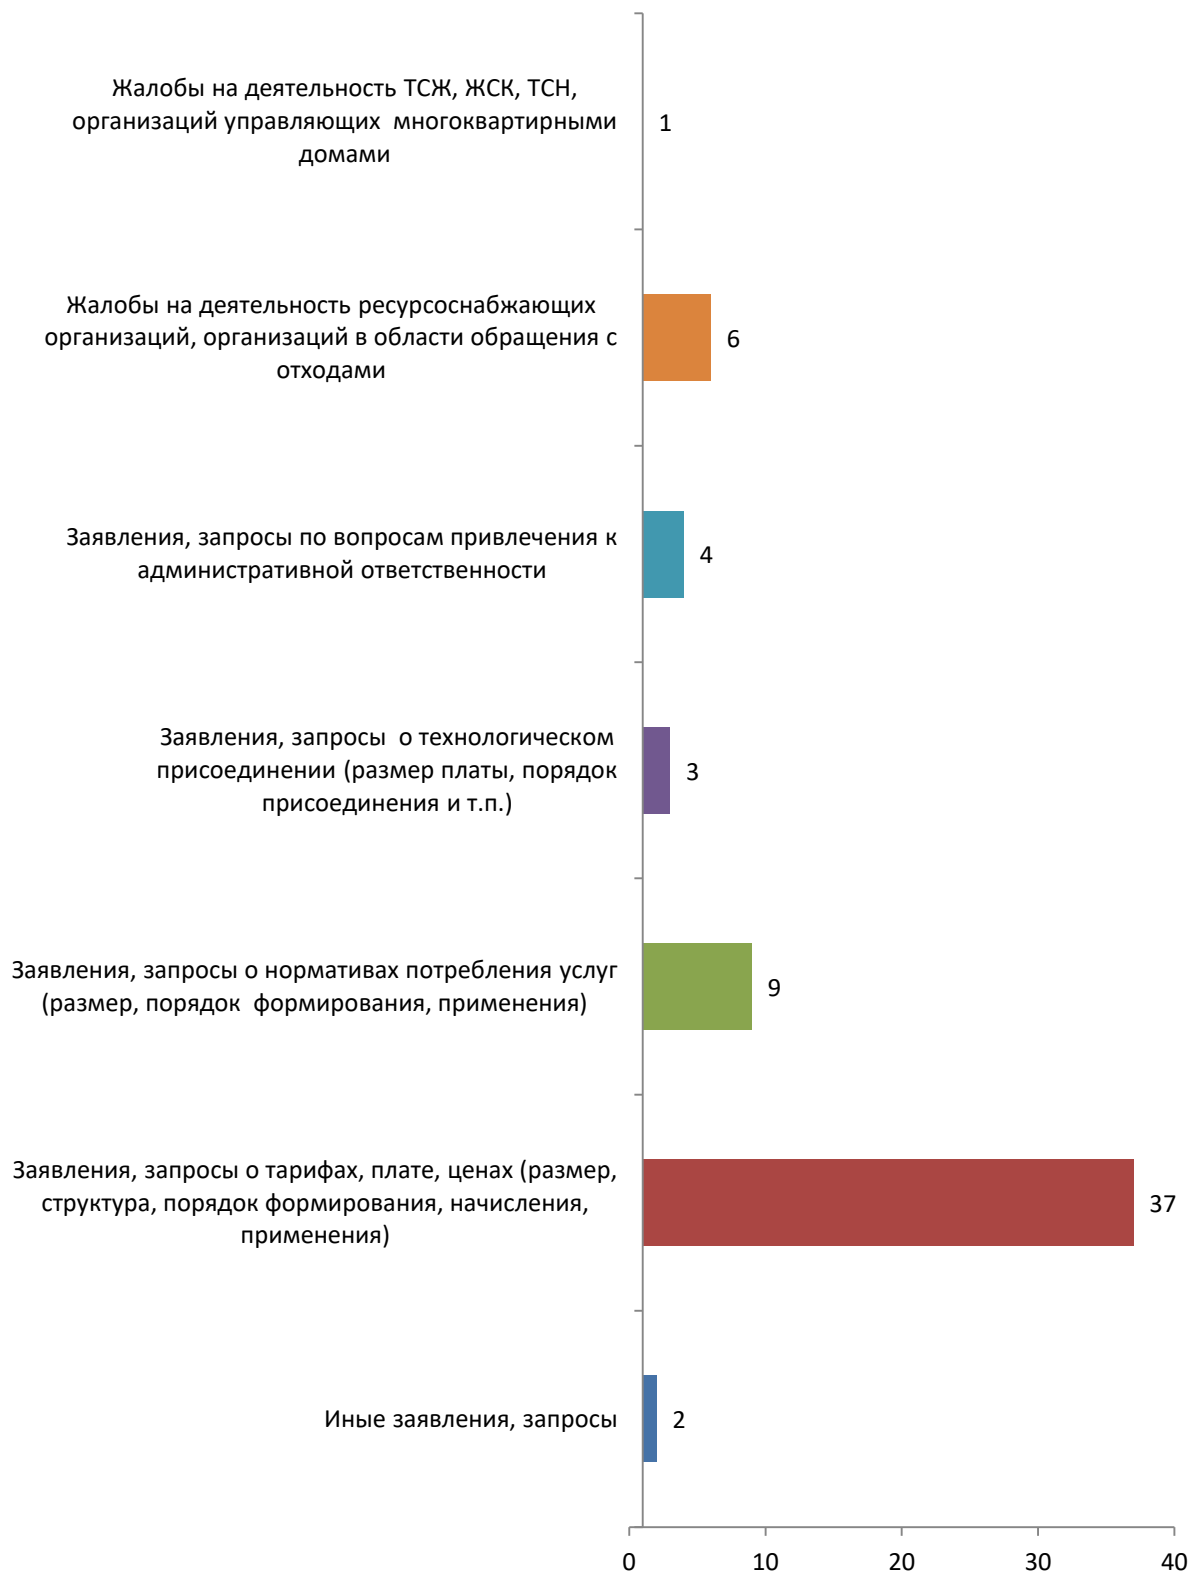 Жалобы на деятельность ТСЖ, ЖСК, ТСН,
организаций управляющих  многоквартирными
домами
1
Жалобы на деятельность ресурсоснабжающих
организаций, организаций в области обращения с
отходами
6
Заявления, запросы по вопросам привлечения к
административной ответственности
4
Заявления, запросы  о технологическом
присоединении (размер платы, порядок
присоединения и т.п.)
3
Заявления, запросы о нормативах потребления услуг
(размер, порядок  формирования, применения)
9
Заявления, запросы о тарифах, плате, ценах (размер,
структура, порядок формирования, начисления,
применения)
37
Иные заявления, запросы
2
0 10 20 30 40